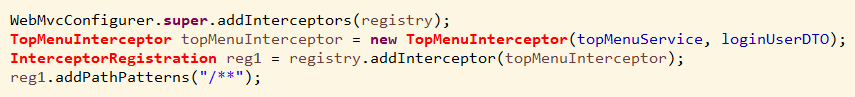 WebMvcConfigurer.super.addInterceptors(registry);
TopMenuInterceptor topMenuInterceptor = new TopMenuInterceptor(topMenuService, loginUserDTO);
InterceptorRegistration reg1 = registry.addInterceptor(topMenuInterceptor);
reg1.addPathPatterns("/**");